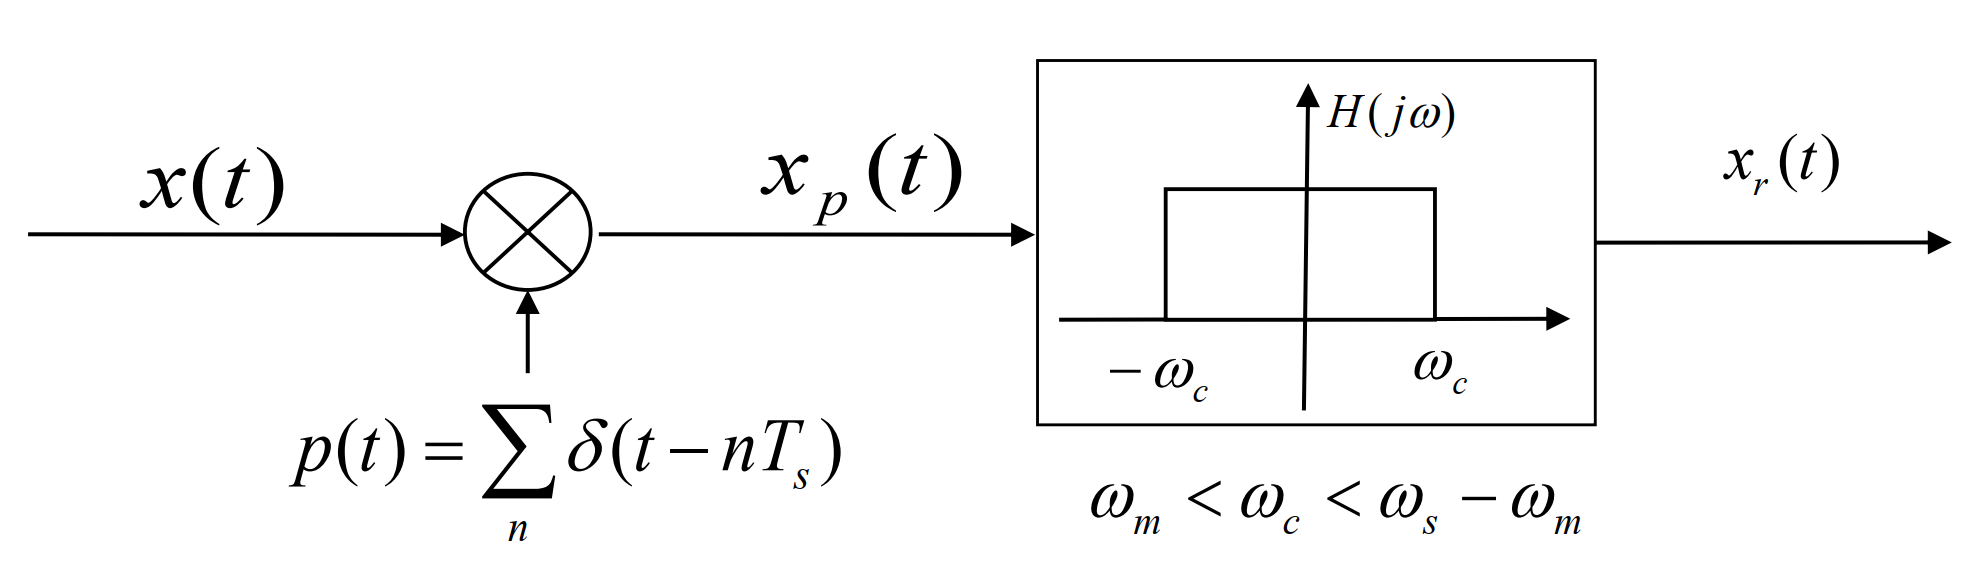 x(t)
x_p(t)
H(jω)
x_r(t)
-ω_c
ω_c
p(t) = ∑_n δ(t - nT_s)
ω_m < ω_c < ω_s - ω_m